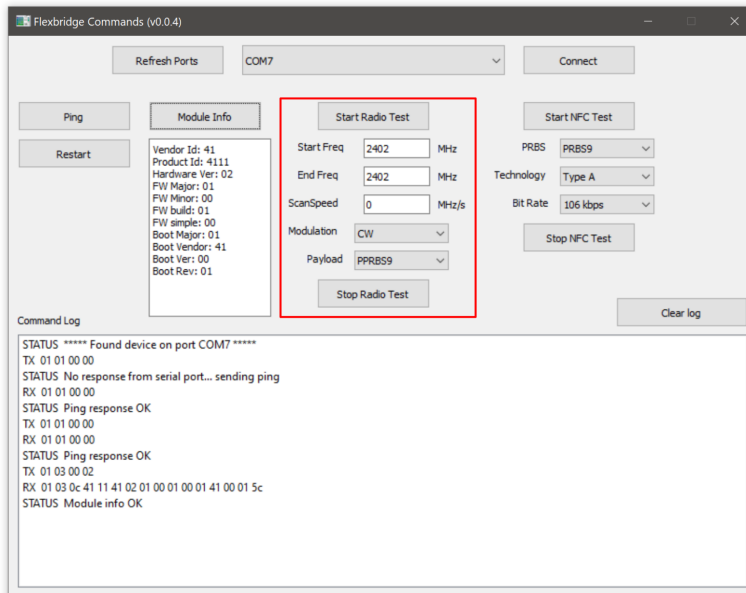 Flexbridge Commands (v0.0.4)
Refresh Ports
COM7
Connect
Ping
Module Info
Start Radio Test
Start NFC Test
Restart
Vendor Id: 41
Product Id: 4111
Hardware Ver: 02
FW Major: 01
FW Minor: 00
FW build: 01
FW simple: 00
Boot Major: 01
Boot Vendor: 41
Boot Ver: 00
Boot Rev: 01
Start Freq 2402 MHz
End Freq 2402 MHz
ScanSpeed 0 MHz/s
Modulation CW
Payload PPRBS9
Stop Radio Test
PRBS PRBS9
Technology Type A
Bit Rate 106 kbps
Stop NFC Test
Clear log
Command Log
STATUS ***** Found device on port COM7 *****
TX 01 01 00 00
STATUS No response from serial port... sending ping
RX 01 01 00 00
STATUS Ping response OK
TX 01 01 00 00
RX 01 01 00 00
STATUS Ping response OK
TX 01 03 00 02
RX 01 03 0c 41 11 41 02 01 00 01 00 01 41 00 01 5c
STATUS Module info OK